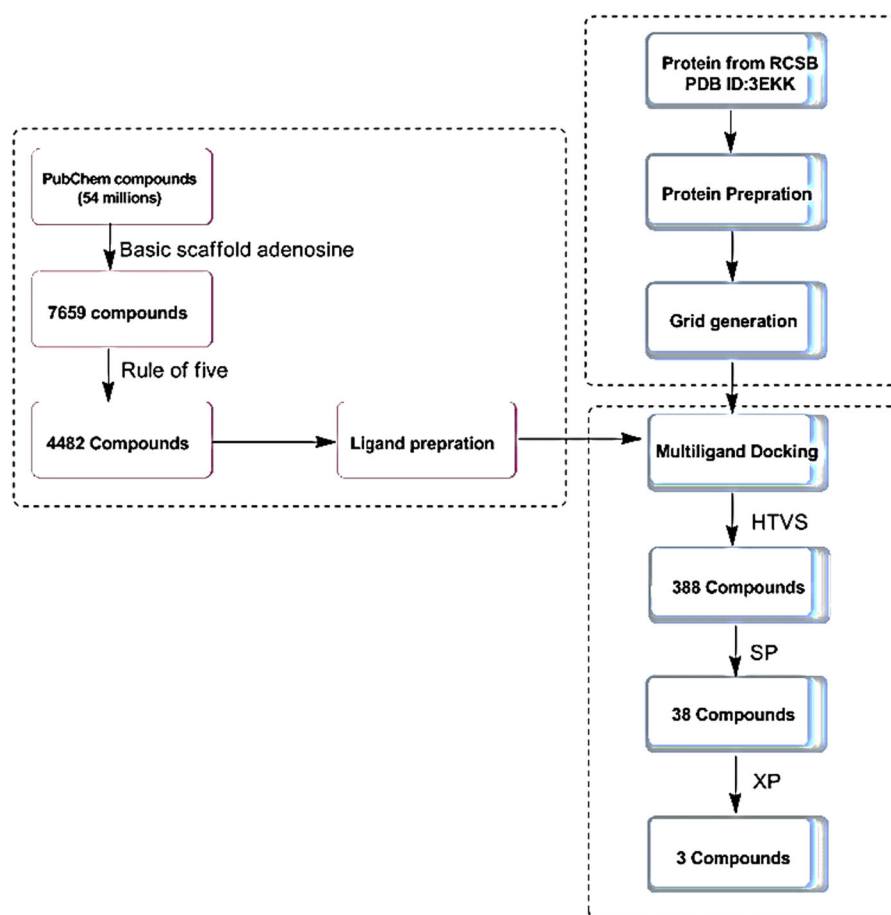 Protein from RCSB
PDB ID:3EKK
Protein Prepration
Grid generation
PubChem compounds
(54 millions)
Basic scaffold adenosine
7659 compounds
Rule of five
4482 Compounds
Ligand prepration
Multiligand Docking
HTVS
388 Compounds
SP
38 Compounds
XP
3 Compounds